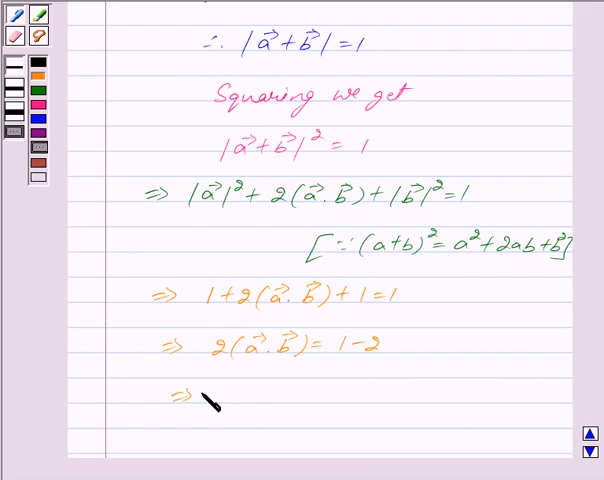 ∴ |a⃗ + b⃗| = 1
Squaring we get
|a⃗ + b⃗|² = 1
⇒ |a⃗|² + 2(a⃗ . b⃗) + |b⃗|² = 1
[∵ (a+b)² = a² + 2ab + b²]
⇒ 1 + 2(a⃗ . b⃗) + 1 = 1
⇒ 2(a⃗ . b⃗) = 1 − 2
⇒